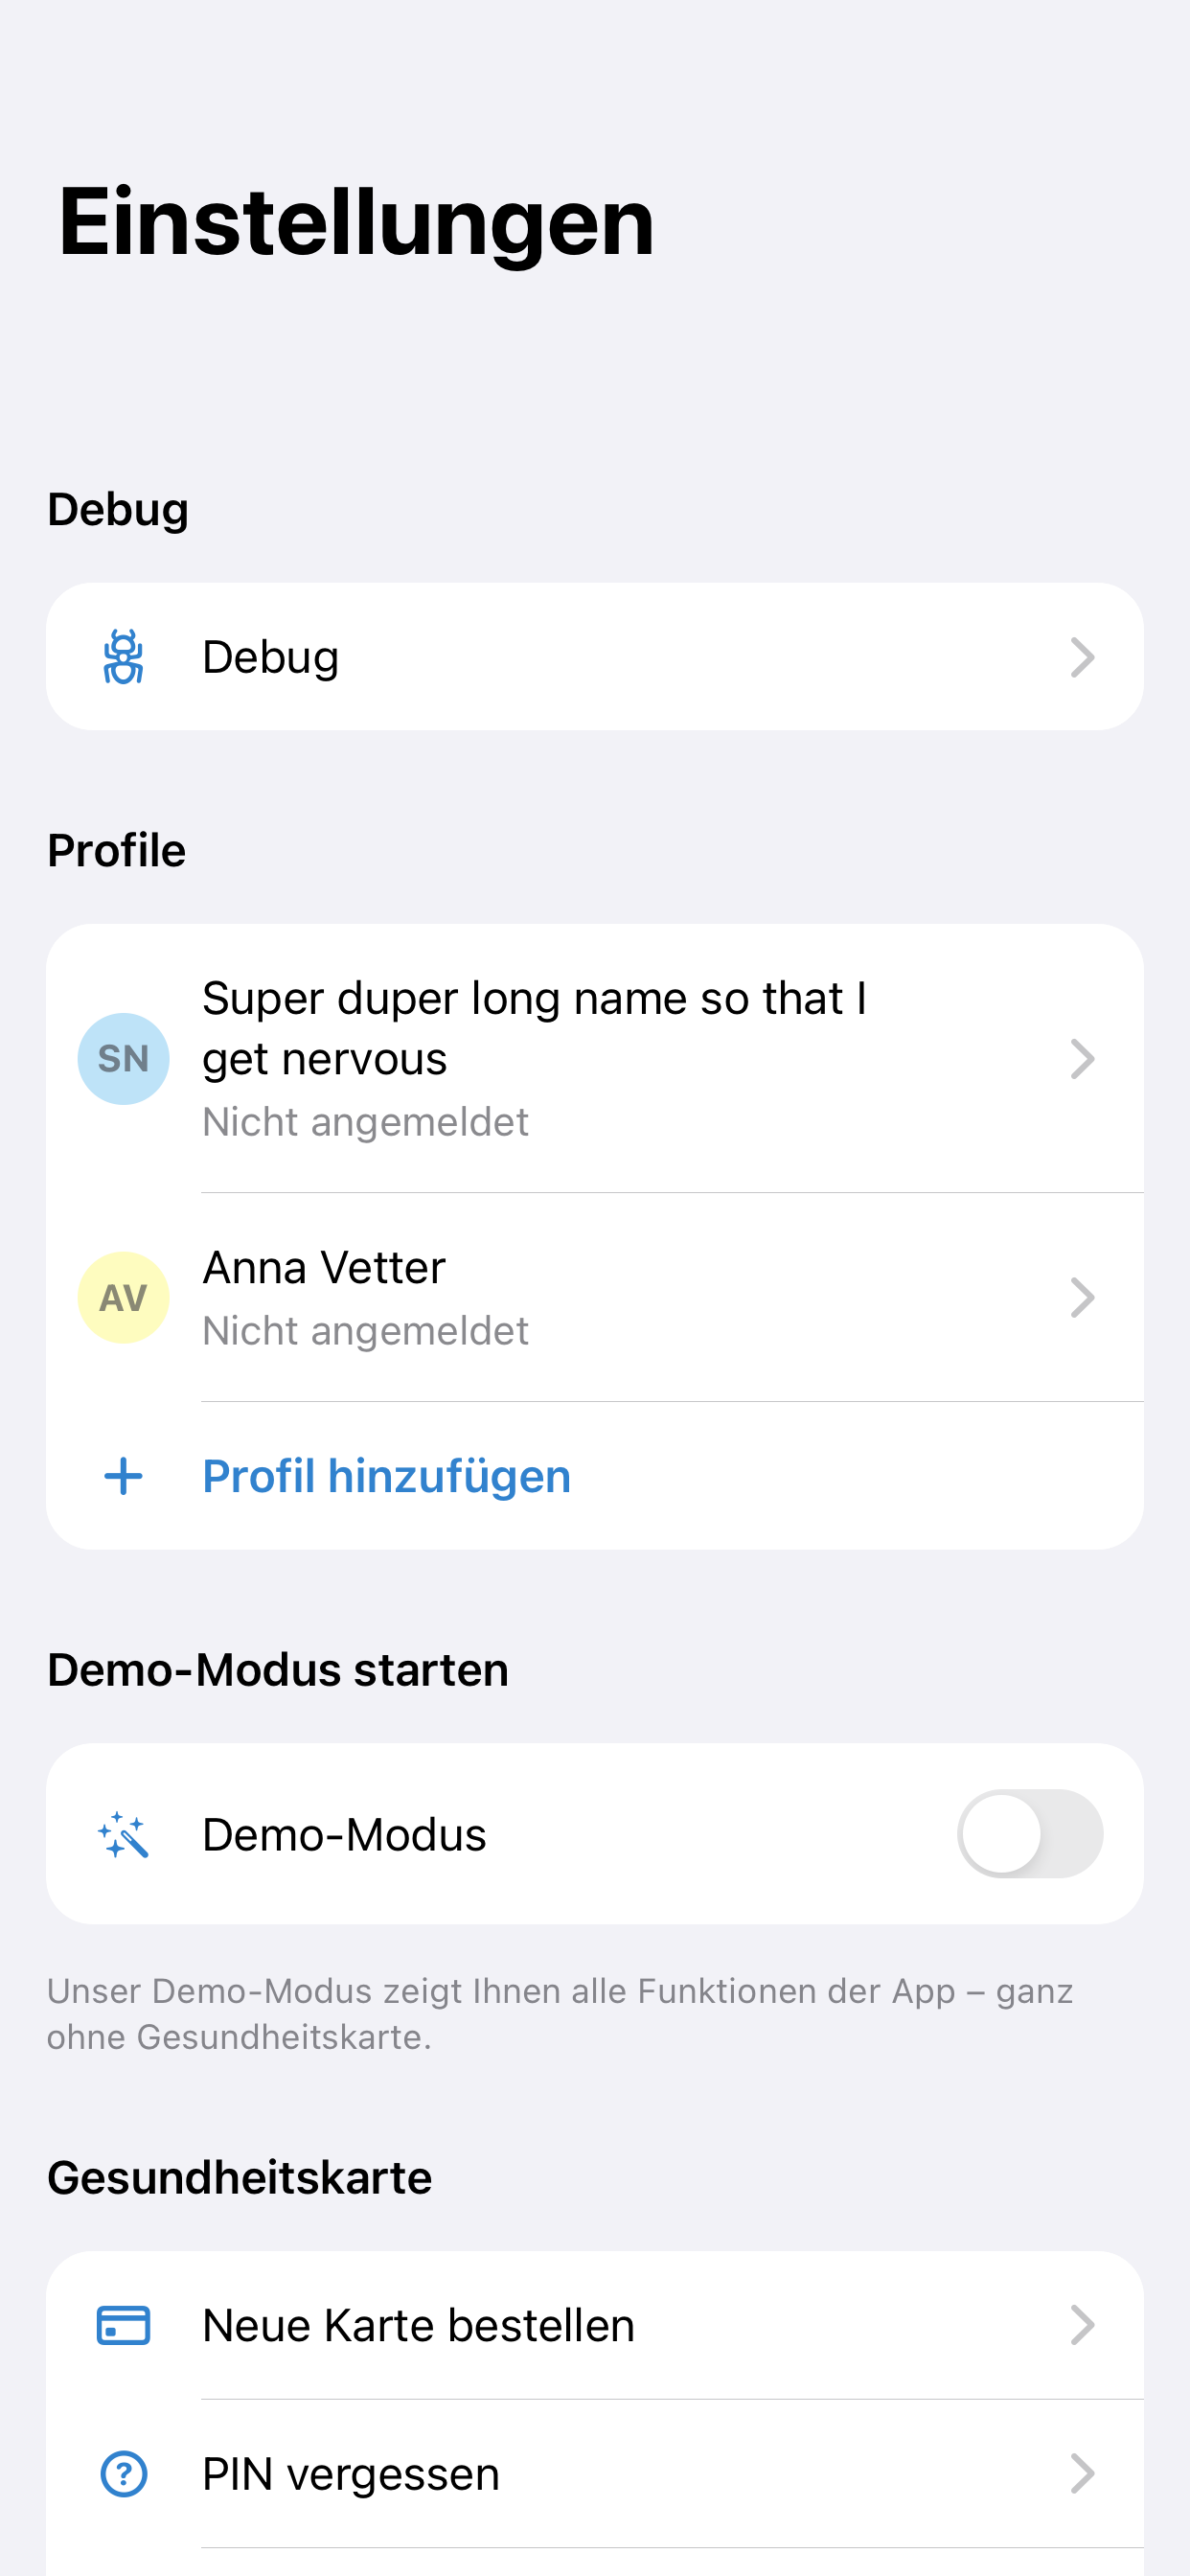 Einstellungen
Debug
Debug
Profile
SN
Super duper long name so that I
get nervous
Nicht angemeldet
AV
Anna Vetter
Nicht angemeldet
Profil hinzufügen
Demo-Modus starten
Demo-Modus
Unser Demo-Modus zeigt Ihnen alle Funktionen der App – ganz
ohne Gesundheitskarte.
Gesundheitskarte
Neue Karte bestellen
PIN vergessen